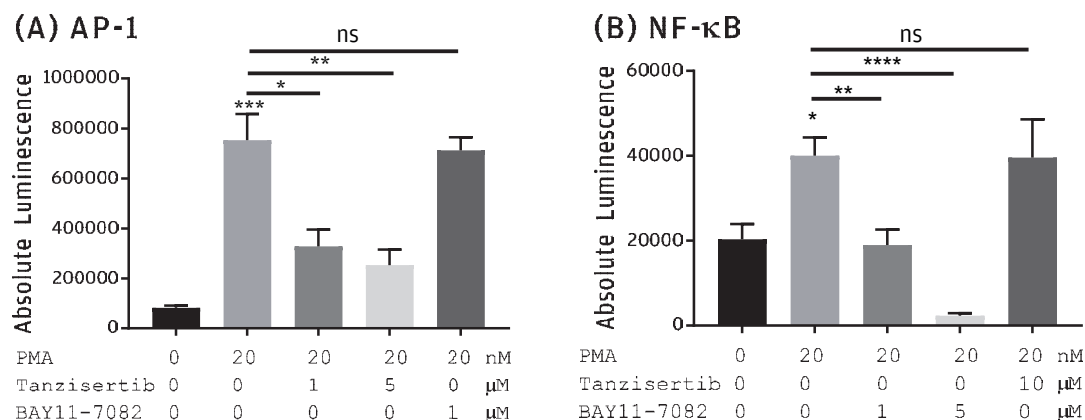 (A) AP-1
ns
**
*
***
Absolute Luminescence
1000000
800000
600000
400000
200000
0
PMA 0 20 20 20 20 nM
Tanzisertib 0 0 1 5 0 µM
BAY11-7082 0 0 0 0 1 µM
(B) NF-κB
ns
****
**
*
Absolute Luminescence
60000
40000
20000
0
PMA 0 20 20 20 20 nM
Tanzisertib 0 0 0 0 10 µM
BAY11-7082 0 0 1 5 0 µM